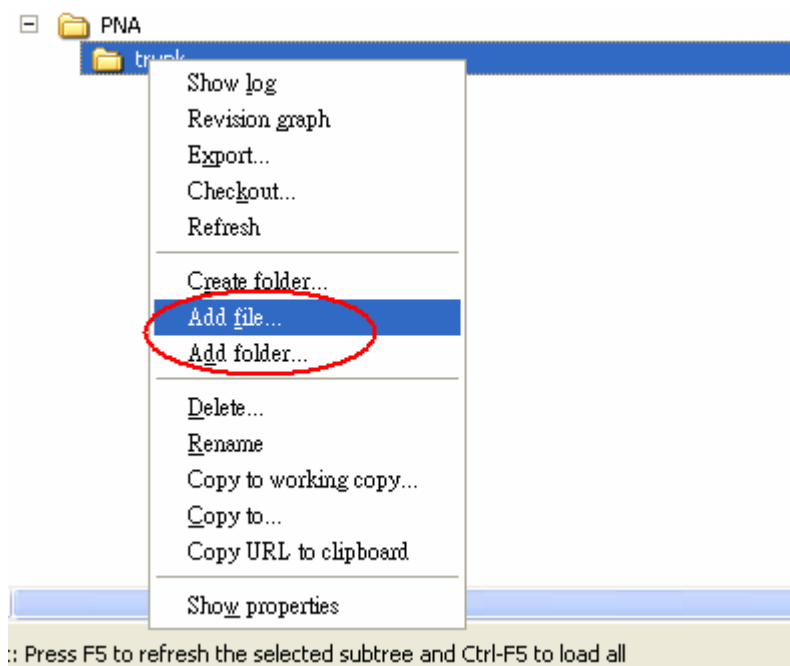 PNA
trunk
Show log
Revision graph
Export...
Checkout...
Refresh
Create folder...
Add file...
Add folder...
Delete...
Rename
Copy to working copy...
Copy to...
Copy URL to clipboard
Show properties
:: Press F5 to refresh the selected subtree and Ctrl-F5 to load all